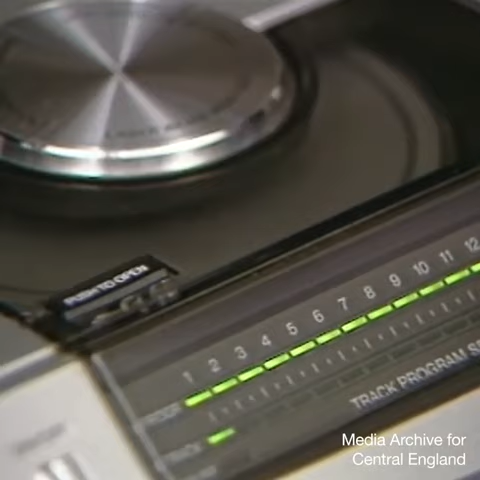 PUSH TO OPEN
1 2 3 4 5 6 7 8 9 10 11 12
TRACK PROGRAM
TRACK
Media Archive for
Central England